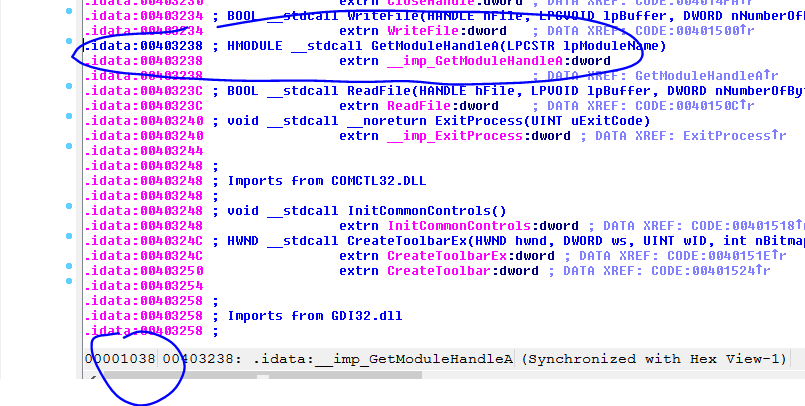 .idata:00403230 extrn CloseHandle:dword ; DATA XREF: CODE:004014FA↑r
.idata:00403234 ; BOOL __stdcall WriteFile(HANDLE hFile, LPCVOID lpBuffer, DWORD nNumberOf
.idata:00403234 extrn WriteFile:dword ; DATA XREF: CODE:00401500↑r
.idata:00403238 ; HMODULE __stdcall GetModuleHandleA(LPCSTR lpModuleName)
.idata:00403238 extrn __imp_GetModuleHandleA:dword
.idata:00403238 ; DATA XREF: GetModuleHandleA↑r
.idata:0040323C ; BOOL __stdcall ReadFile(HANDLE hFile, LPVOID lpBuffer, DWORD nNumberOfBy
.idata:0040323C extrn ReadFile:dword ; DATA XREF: CODE:0040150C↑r
.idata:00403240 ; void __stdcall __noreturn ExitProcess(UINT uExitCode)
.idata:00403240 extrn __imp_ExitProcess:dword ; DATA XREF: ExitProcess↑r
.idata:00403244
.idata:00403248 ;
.idata:00403248 ; Imports from COMCTL32.DLL
.idata:00403248 ;
.idata:00403248 ; void __stdcall InitCommonControls()
.idata:00403248 extrn InitCommonControls:dword ; DATA XREF: CODE:00401518↑r
.idata:0040324C ; HWND __stdcall CreateToolbarEx(HWND hwnd, DWORD ws, UINT wID, int nBitmap
.idata:0040324C extrn CreateToolbarEx:dword ; DATA XREF: CODE:0040151E↑r
.idata:00403250 extrn CreateToolbar:dword ; DATA XREF: CODE:00401524↑r
.idata:00403254
.idata:00403258 ;
.idata:00403258 ; Imports from GDI32.dll
.idata:00403258 ;
00001038 00403238: .idata:__imp_GetModuleHandleA (Synchronized with Hex View-1)